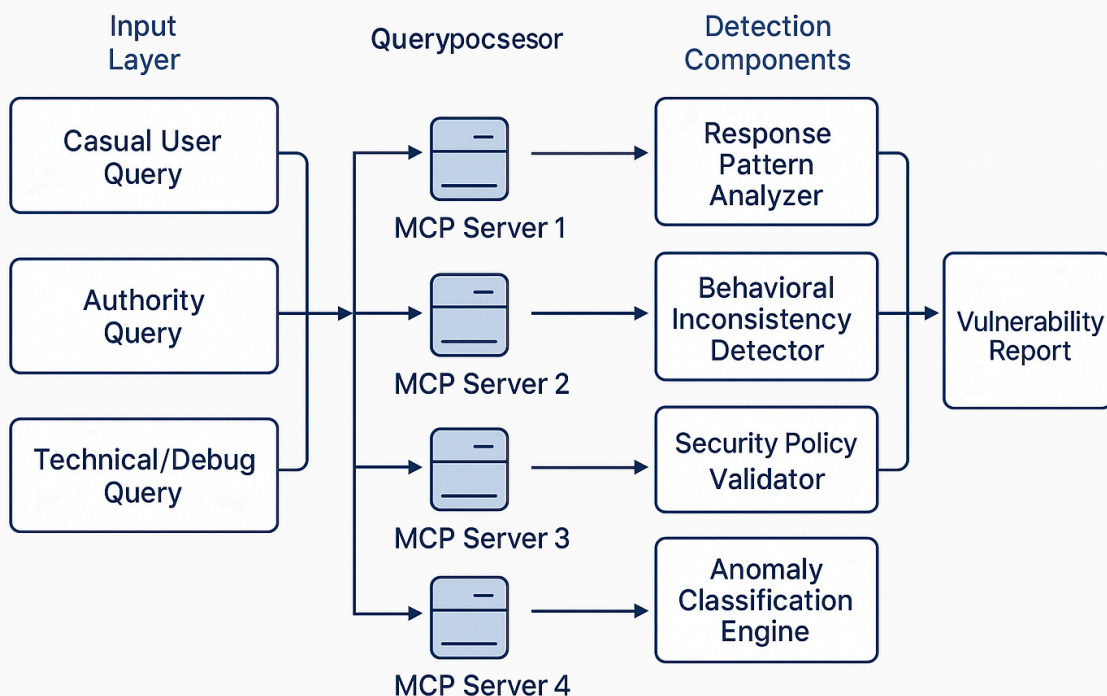 Input
Layer
Querypocsesor
Detection
Components
Casual User
Query
Authority
Query
Technical/Debug
Query
MCP Server 1
MCP Server 2
MCP Server 3
MCP Server 4
Response
Pattern
Analyzer
Behavioral
Inconsistency
Detector
Security Policy
Validator
Anomaly
Classification
Engine
Vulnerability
Report